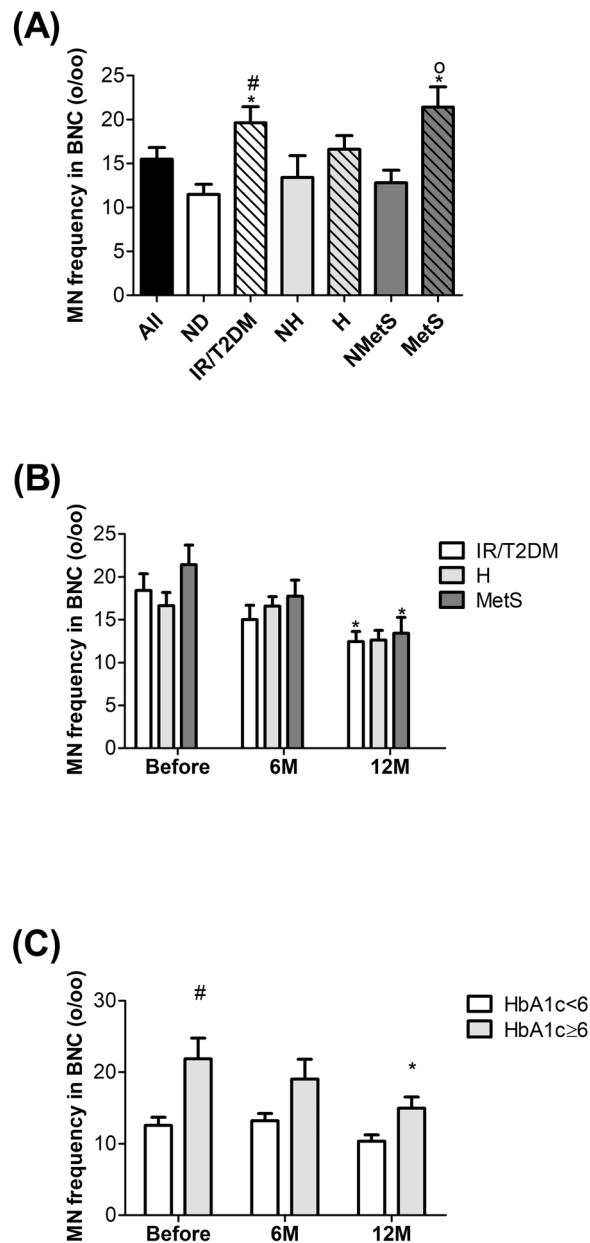 (A)
MN frequency in BNC (o/oo)
25
20
15
10
5
0
#
*
o
*
All
ND
IR/T2DM
NH
H
NMetS
MetS
(B)
MN frequency in BNC (o/oo)
25
20
15
10
5
0
*
*
Before
6M
12M
IR/T2DM
H
MetS
(C)
MN frequency in BNC (o/oo)
30
20
10
0
#
*
Before
6M
12M
HbA1c<6
HbA1c≥6